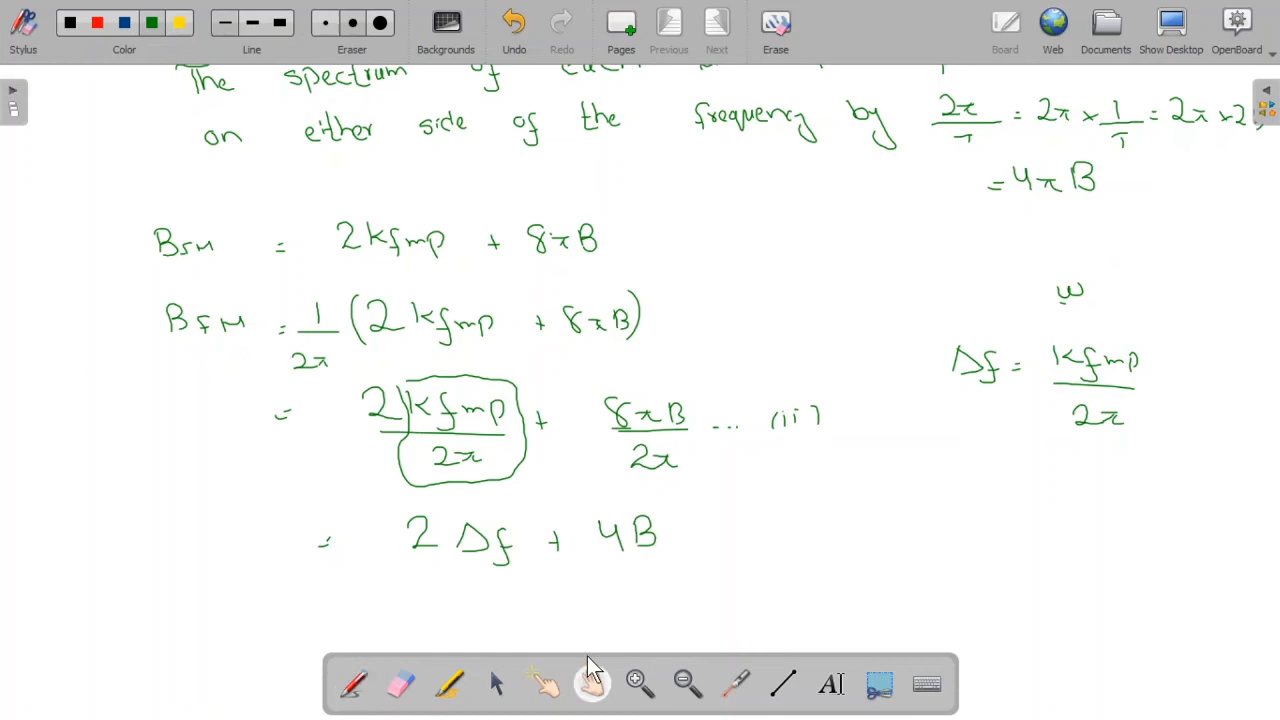 Stylus Color Line Eraser Backgrounds Undo Redo Pages Previous Next Erase Board Web Documents Show Desktop OpenBoard
The spectrum of each
on either side of the frequency by 2π/T = 2π × 1/T = 2π × 2
= 4πB
BFM = 2kfmp + 8πB
w
BFM = 1/2π (2kfmp + 8πB)
Δf = kfmp/2π
= 2kfmp/2π + 8πB/2π ... (ii)
= 2Δf + 4B